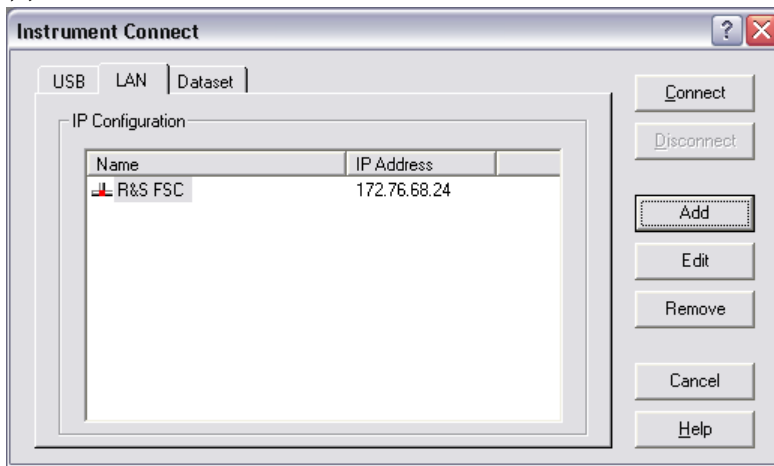 Instrument Connect
USB LAN Dataset
IP Configuration
Name IP Address
R&S FSC 172.76.68.24
Connect
Disconnect
Add
Edit
Remove
Cancel
Help